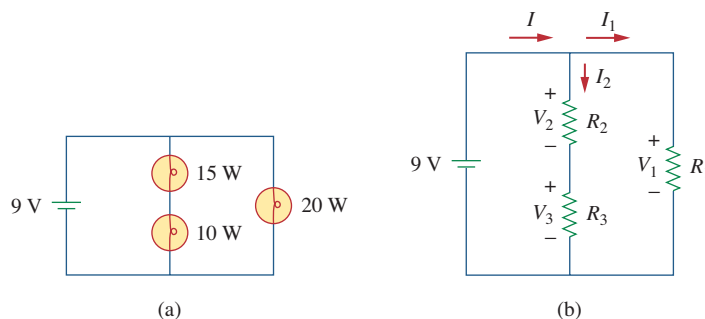 I I₁
I₂
+
V₂ R₂
−
+
V₁ R
−
9 V
+
V₃ R₃
−
15 W
9 V
20 W
10 W
(a) (b)